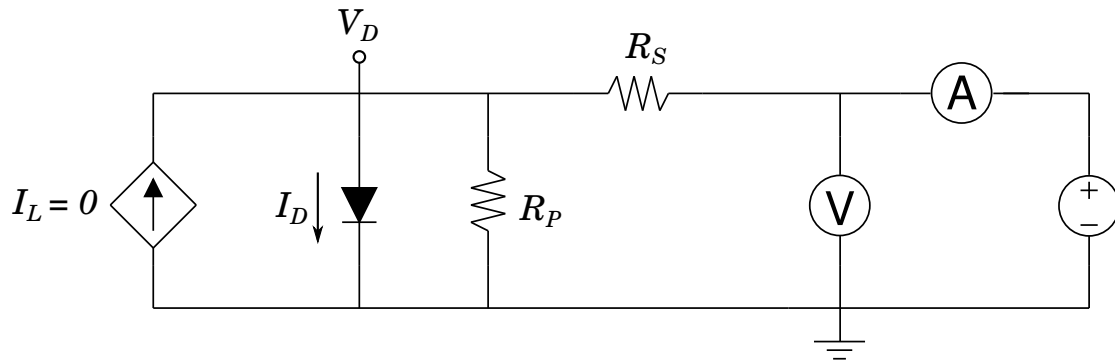 V_D
R_S
A
I_L = 0
I_D
R_P
V
+
−